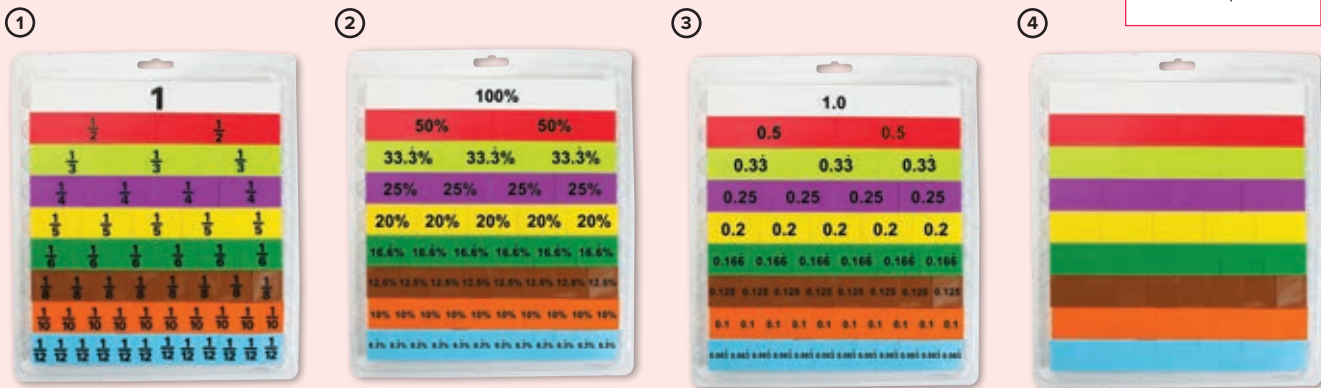 1 2 3 4
1
1/2 1/2
1/3 1/3 1/3
1/4 1/4 1/4 1/4
1/5 1/5 1/5 1/5 1/5
1/6 1/6 1/6 1/6 1/6 1/6
1/8 1/8 1/8 1/8 1/8 1/8 1/8 1/8
1/10 1/10 1/10 1/10 1/10 1/10 1/10 1/10 1/10 1/10
1/12 1/12 1/12 1/12 1/12 1/12 1/12 1/12 1/12 1/12 1/12 1/12
100%
50% 50%
33.3̇% 33.3̇% 33.3̇%
25% 25% 25% 25%
20% 20% 20% 20% 20%
16.6̇% 16.6̇% 16.6̇% 16.6̇% 16.6̇% 16.6̇%
12.5% 12.5% 12.5% 12.5% 12.5% 12.5% 12.5% 12.5%
10% 10% 10% 10% 10% 10% 10% 10% 10% 10%
1.0
0.5 0.5
0.33̇ 0.33̇ 0.33̇
0.25 0.25 0.25 0.25
0.2 0.2 0.2 0.2 0.2
0.166̇ 0.166̇ 0.166̇ 0.166̇ 0.166̇ 0.166̇
0.125 0.125 0.125 0.125 0.125 0.125 0.125 0.125
0.1 0.1 0.1 0.1 0.1 0.1 0.1 0.1 0.1 0.1